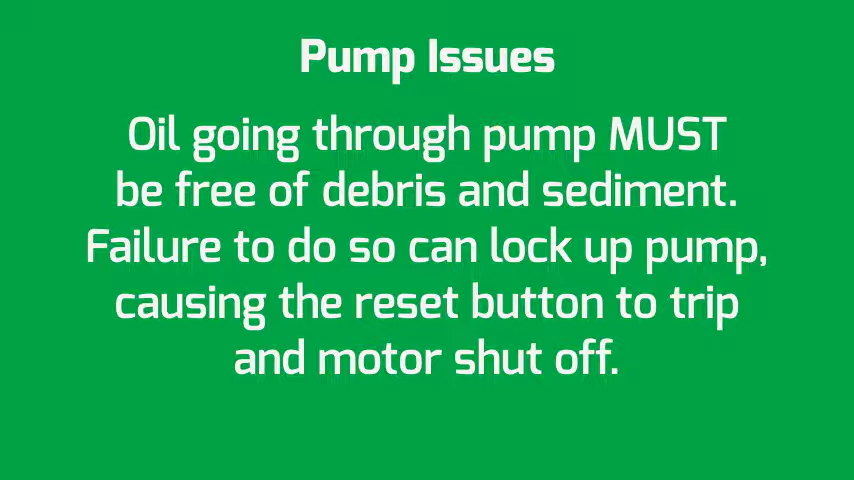 Pump Issues
Oil going through pump MUST
be free of debris and sediment.
Failure to do so can lock up pump,
causing the reset button to trip
and motor shut off.